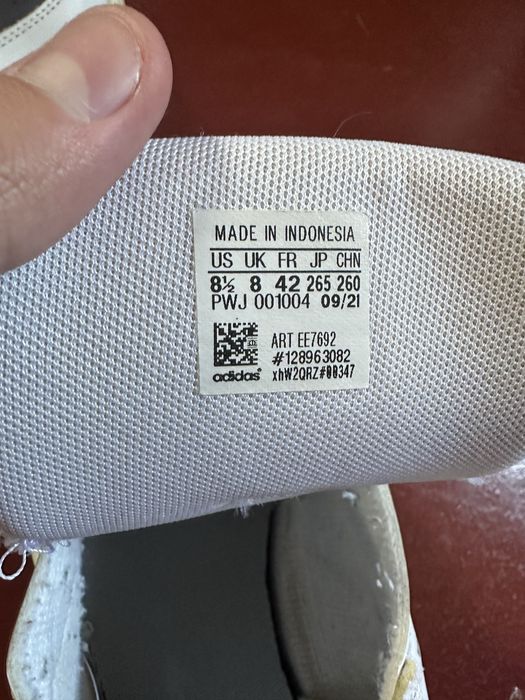 MADE IN INDONESIA
US UK FR JP CHN
8½ 8 42 265 260
PWJ 001004 09/21
ART EE7692
#128963082
adidas® xhW2QRZ#00347